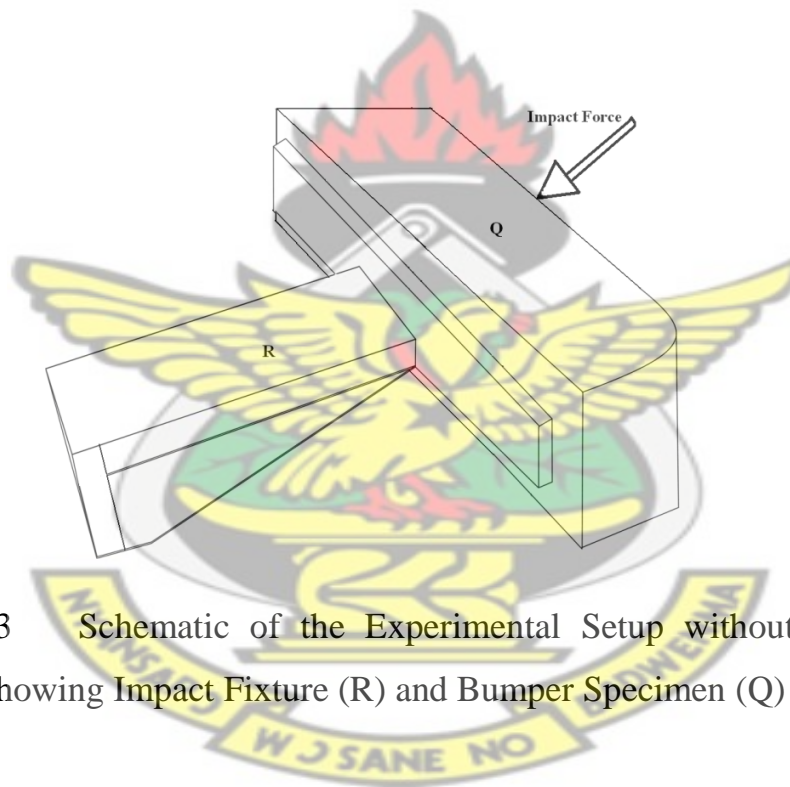 Impact Force
Q
R
3 Schematic of the Experimental Setup without
howing Impact Fixture (R) and Bumper Specimen (Q)
W Ɔ SANE NO